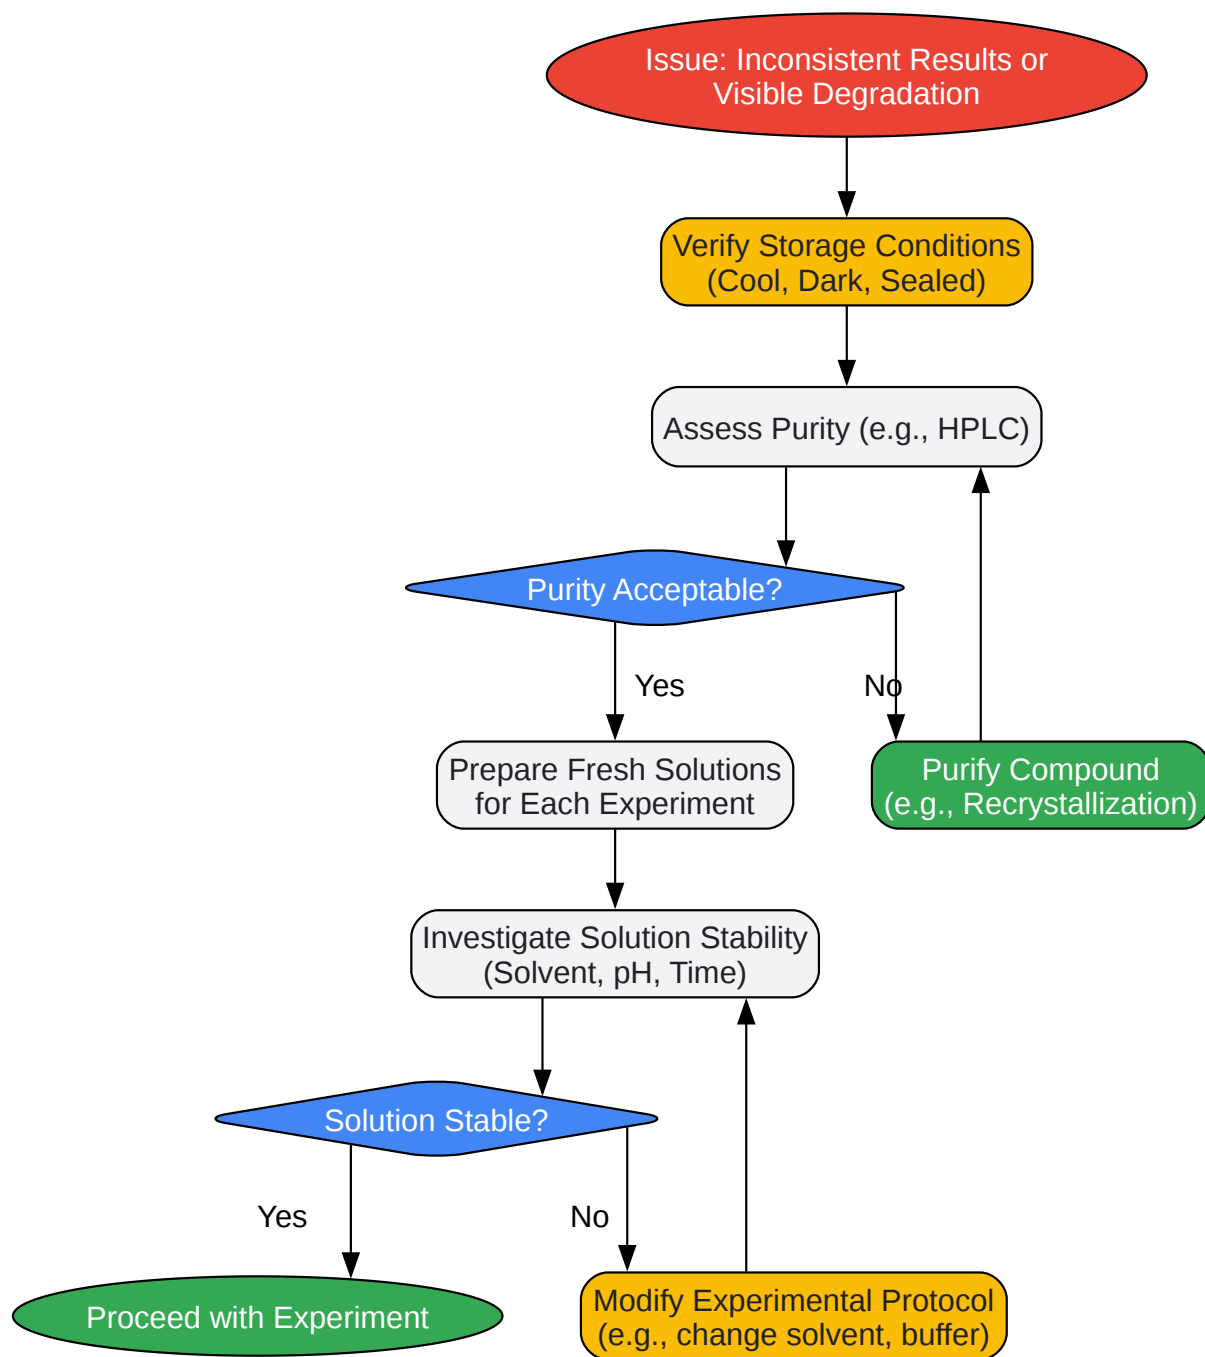 Issue: Inconsistent Results or
Visible Degradation
Verify Storage Conditions
(Cool, Dark, Sealed)
Assess Purity (e.g., HPLC)
Purity Acceptable?
Yes
No
Prepare Fresh Solutions
for Each Experiment
Purify Compound
(e.g., Recrystallization)
Investigate Solution Stability
(Solvent, pH, Time)
Solution Stable?
Yes
No
Proceed with Experiment
Modify Experimental Protocol
(e.g., change solvent, buffer)